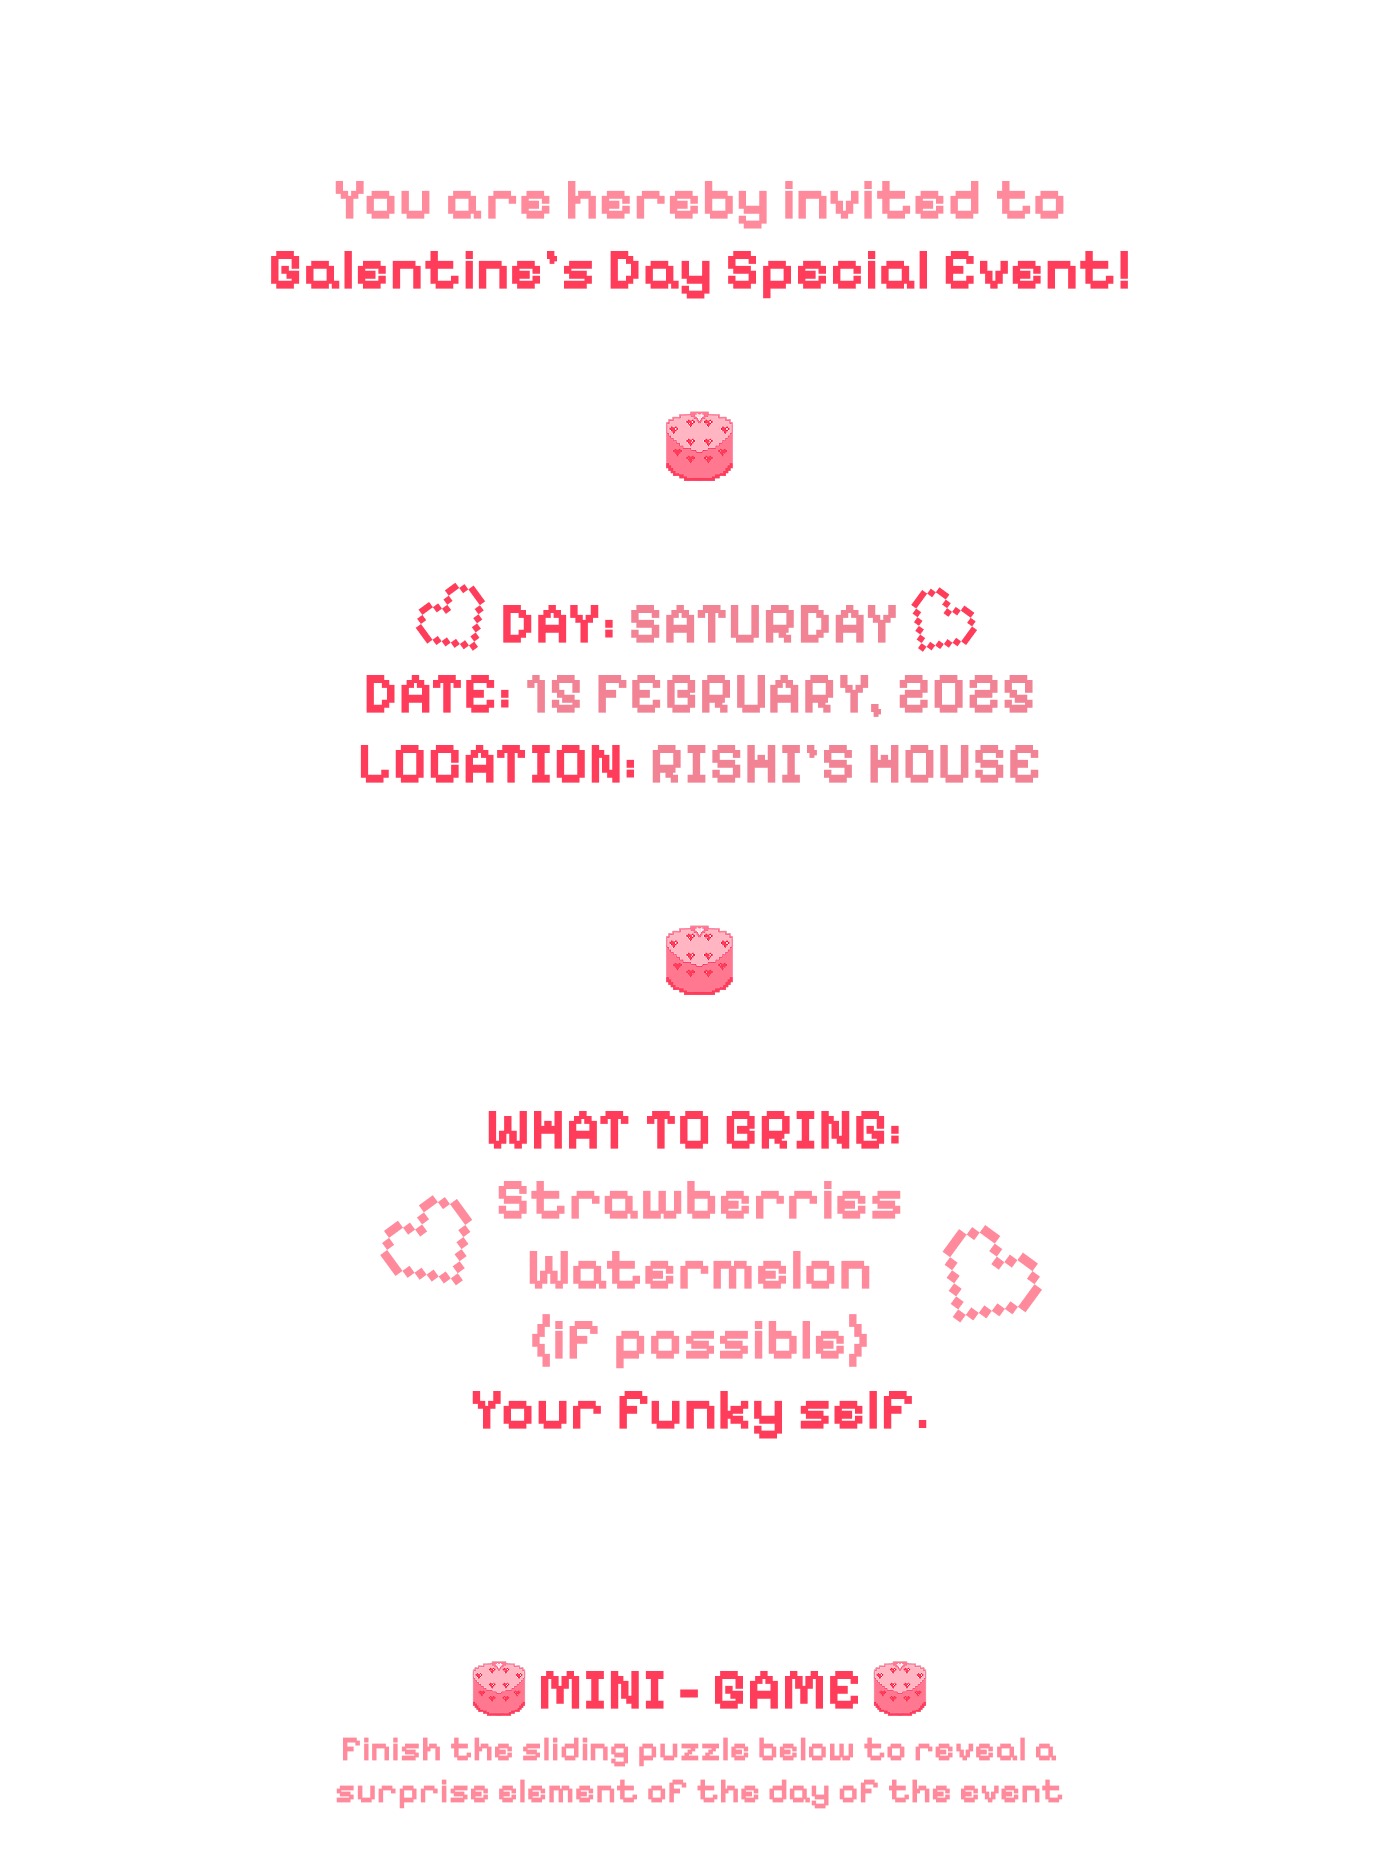 You are hereby invited to
Galentine's Day Special Event!
DAY: SATURDAY
DATE: 15 FEBRUARY, 2025
LOCATION: RISHI'S HOUSE
WHAT TO BRING:
Strawberries
Watermelon
(if possible)
Your funky self.
MINI - GAME
Finish the sliding puzzle below to reveal a
surprise element of the day of the event